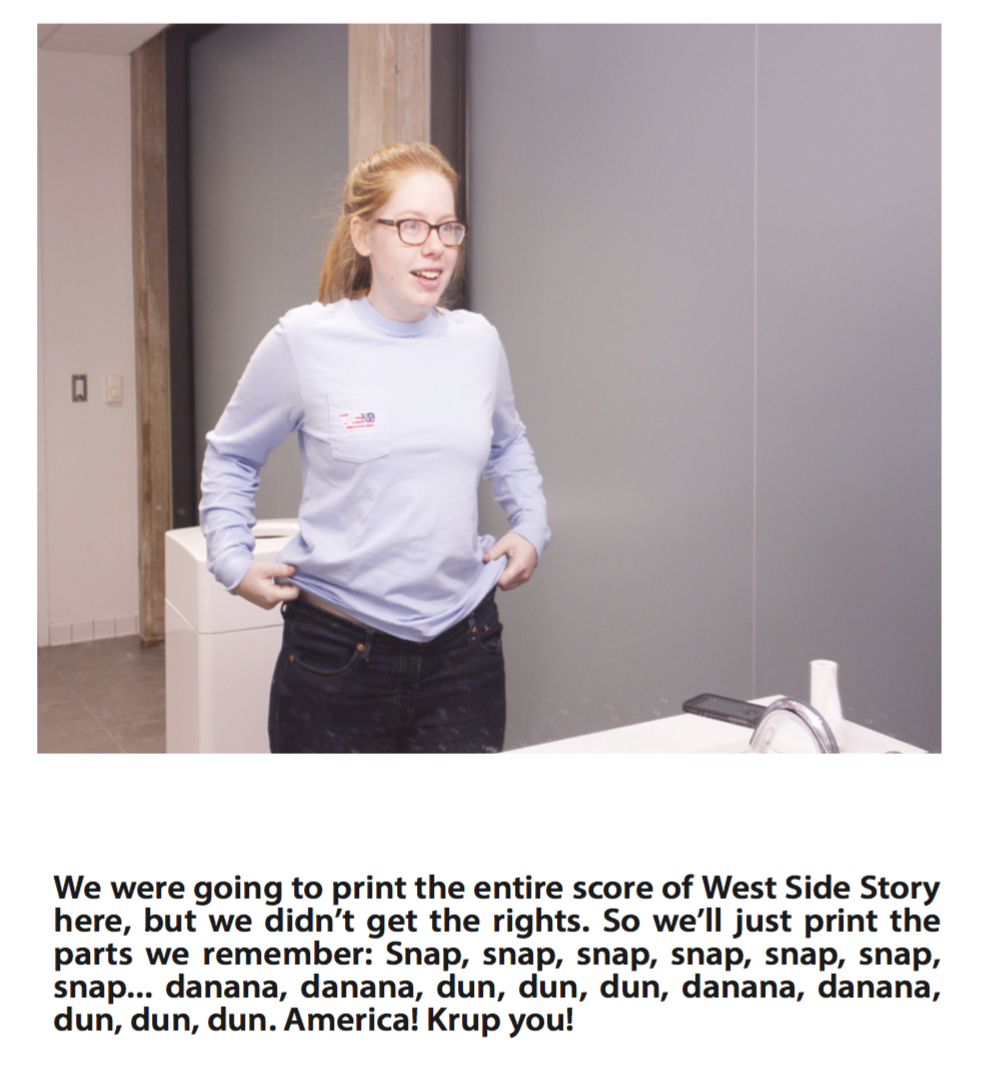 We were going to print the entire score of West Side Story
here, but we didn’t get the rights. So we’ll just print the
parts we remember: Snap, snap, snap, snap, snap, snap,
snap... danana, danana, dun, dun, dun, danana, danana,
dun, dun, dun. America! Krup you!